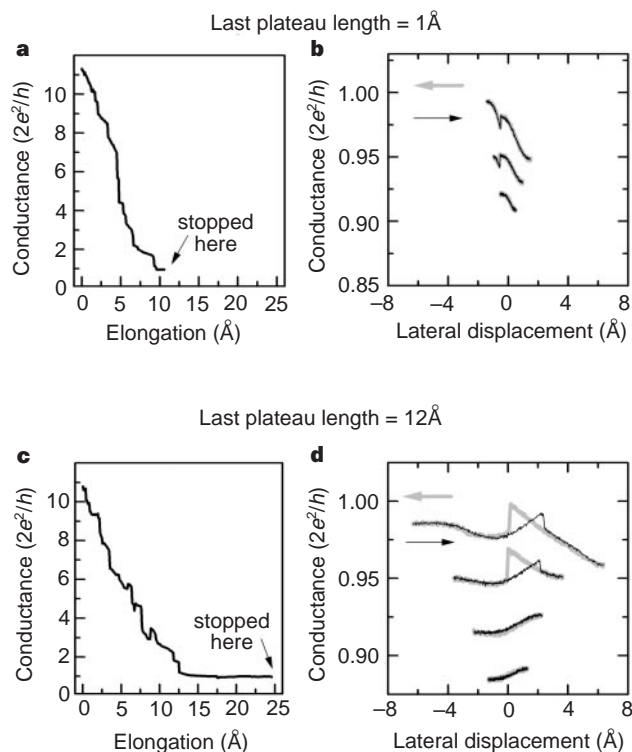 Last plateau length = 1Å
a
b
Conductance (2e²/h)
10
8
6
4
2
0
stopped
here
0 5 10 15 20 25
Elongation (Å)
Conductance (2e²/h)
1.00
0.95
0.90
0.85
−8 −4 0 4 8
Lateral displacement (Å)
Last plateau length = 12Å
c
d
Conductance (2e²/h)
10
8
6
4
2
0
stopped
here
0 5 10 15 20 25
Elongation (Å)
Conductance (2e²/h)
1.00
0.95
0.90
−8 −4 0 4 8
Lateral displacement (Å)